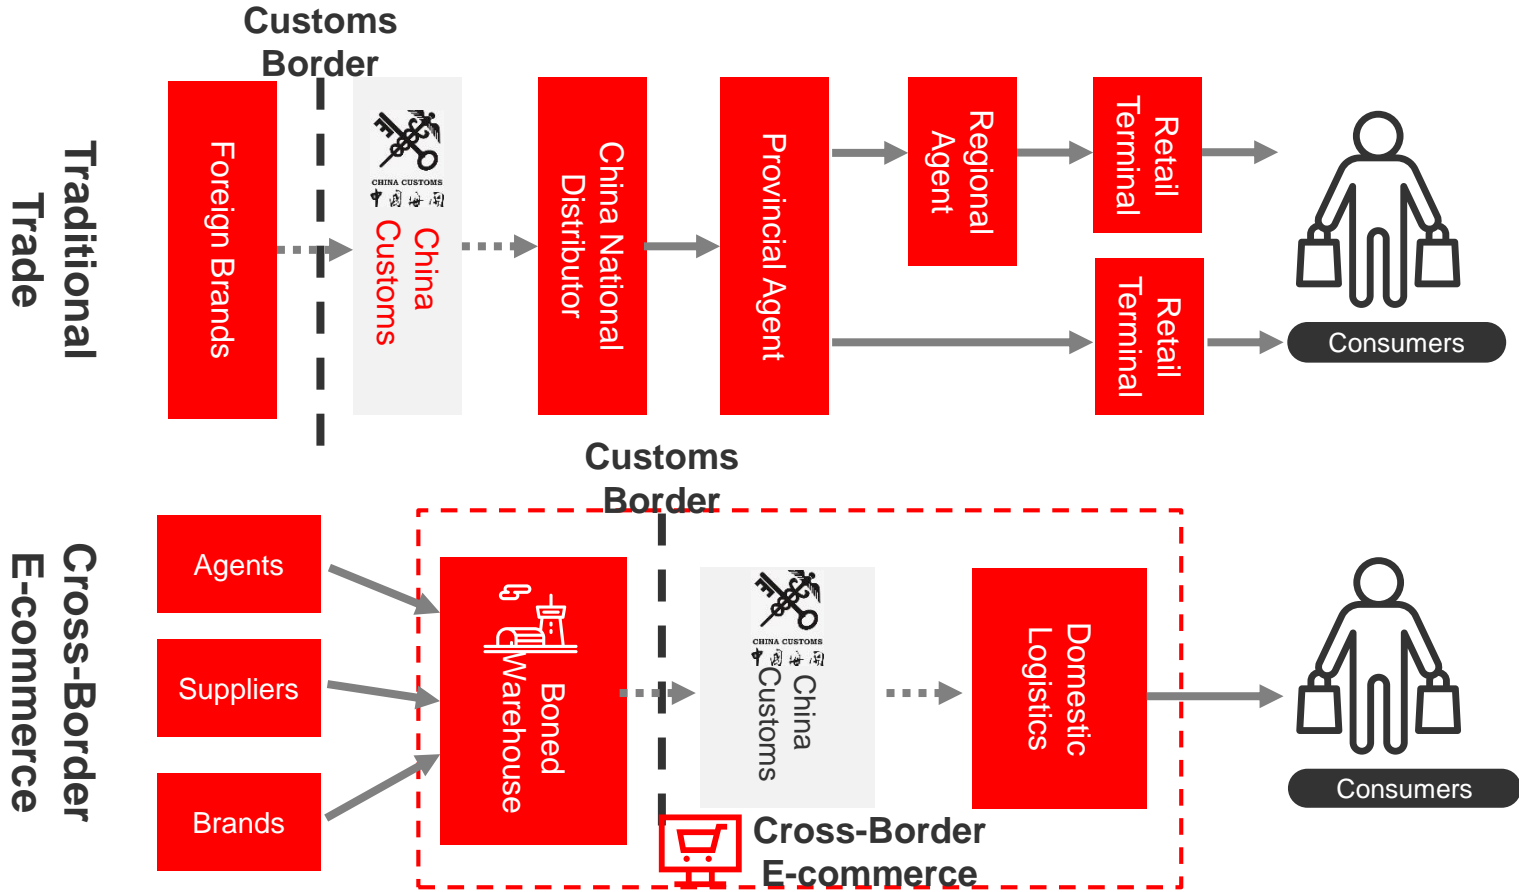 Customs
Border
Traditional
Trade
Foreign Brands
CHINA CUSTOMS
中国海关
China
Customs
China National
Distributor
Provincial Agent
Regional
Agent
Retail
Terminal
Retail
Terminal
Consumers
Customs
Border
Cross-Border
E-commerce
Agents
Suppliers
Brands
Boned
Warehouse
CHINA CUSTOMS
中国海关
China
Customs
Domestic
Logistics
Cross-Border
E-commerce
Consumers